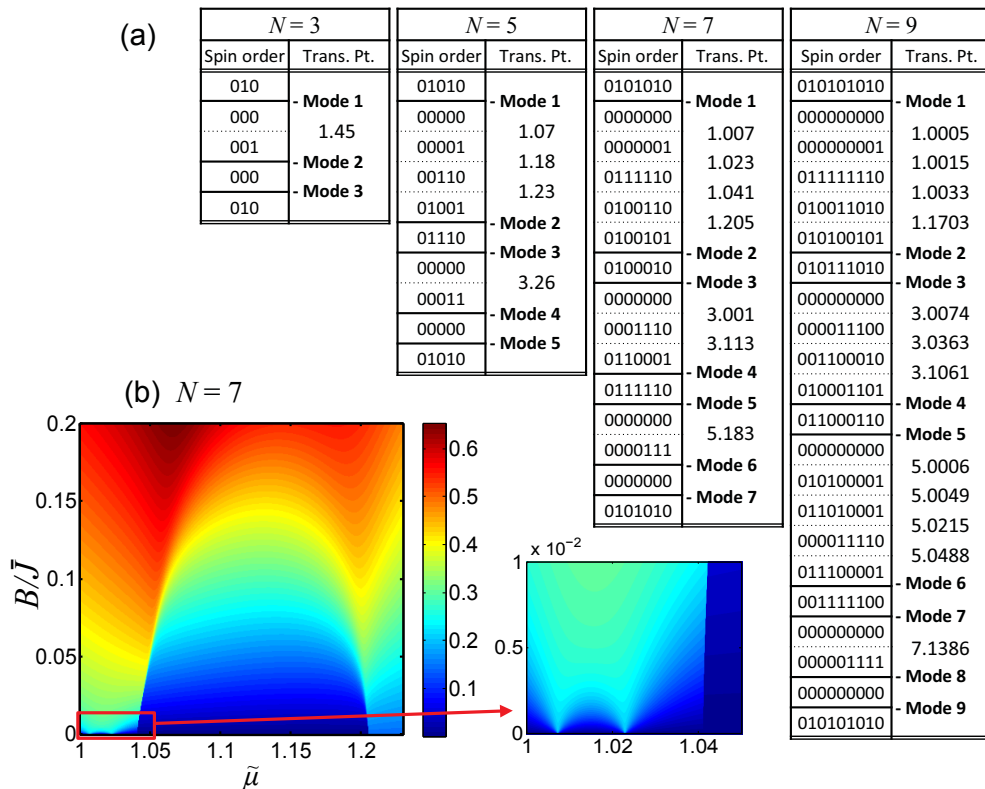 (a)
N = 3
Spin order Trans. Pt.
010
- Mode 1
000
1.45
001
- Mode 2
000
- Mode 3
010
N = 5
Spin order Trans. Pt.
01010
- Mode 1
00000
1.07
00001
1.18
00110
1.23
01001
- Mode 2
01110
- Mode 3
00000
3.26
00011
- Mode 4
00000
- Mode 5
01010
N = 7
Spin order Trans. Pt.
0101010
- Mode 1
0000000
1.007
0000001
1.023
0111110
1.041
0100110
1.205
0100101
- Mode 2
0100010
- Mode 3
0000000
3.001
0001110
3.113
0110001
- Mode 4
0111110
- Mode 5
0000000
5.183
0000111
- Mode 6
0000000
- Mode 7
0101010
N = 9
Spin order Trans. Pt.
010101010
- Mode 1
000000000
1.0005
000000001
1.0015
011111110
1.0033
010011010
1.1703
010100101
- Mode 2
010111010
- Mode 3
000000000
3.0074
000011100
3.0363
001100010
3.1061
010001101
- Mode 4
011000110
- Mode 5
000000000
5.0006
010100001
5.0049
011010001
5.0215
000011110
5.0488
011100001
- Mode 6
001111100
- Mode 7
000000000
7.1386
000001111
- Mode 8
000000000
- Mode 9
010101010
(b) N = 7
0.2
0.15
0.1
0.05
0
B/J̄
1 1.05 1.1 1.15 1.2
μ̃
0.6
0.5
0.4
0.3
0.2
0.1
1 x 10⁻²
0.5
0
1 1.02 1.04